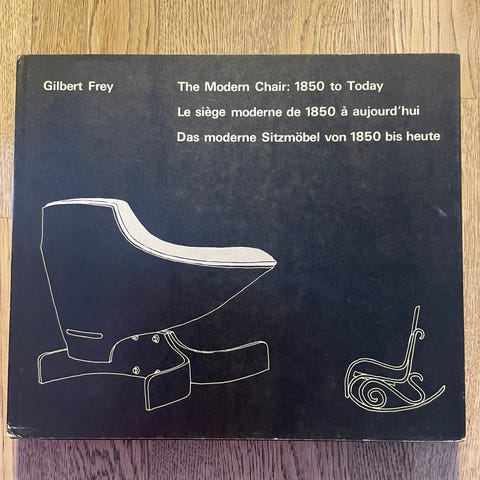 Gilbert Frey
The Modern Chair: 1850 to Today
Le siège moderne de 1850 à aujourd'hui
Das moderne Sitzmöbel von 1850 bis heute